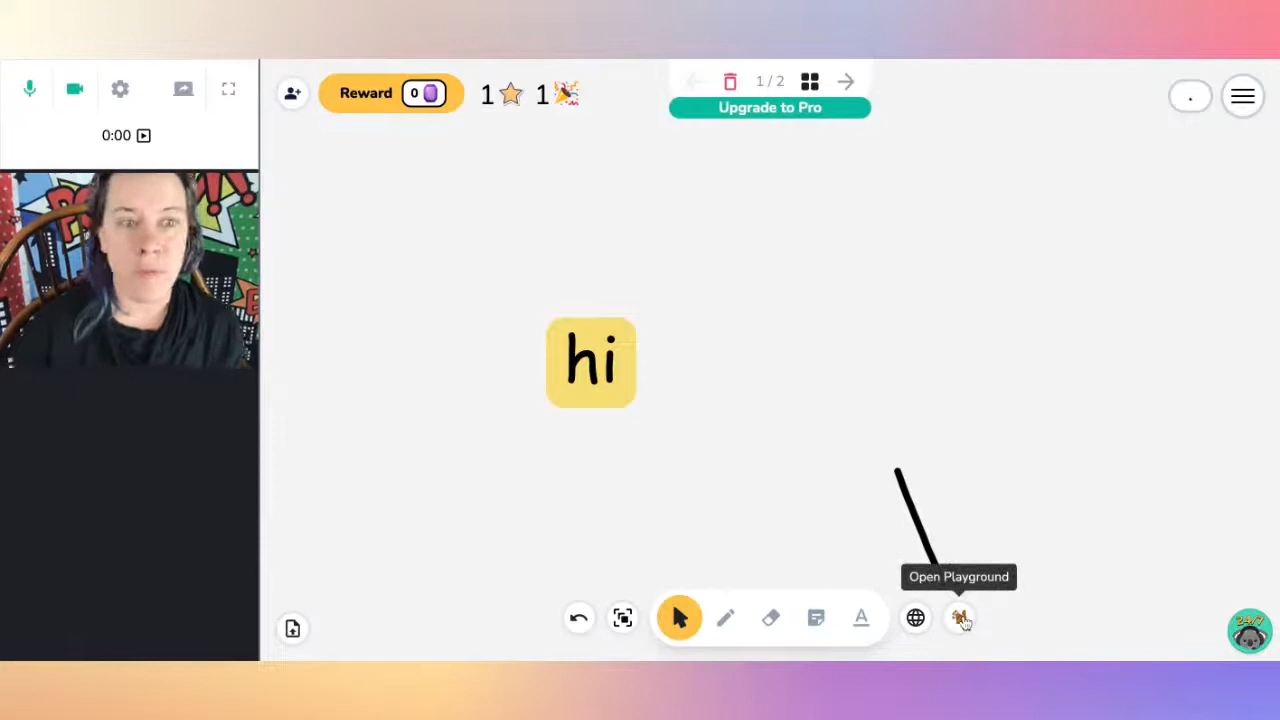 0:00
Reward 0
1 1
1 / 2
Upgrade to Pro
.
hi
Open Playground
A
24/7